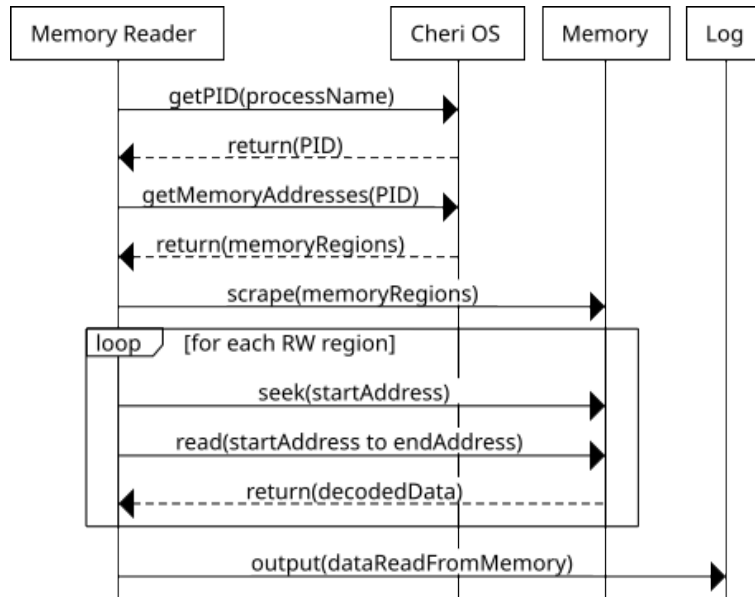 Memory Reader
Cheri OS
Memory
Log
getPID(processName)
return(PID)
getMemoryAddresses(PID)
return(memoryRegions)
scrape(memoryRegions)
loop
[for each RW region]
seek(startAddress)
read(startAddress to endAddress)
return(decodedData)
output(dataReadFromMemory)